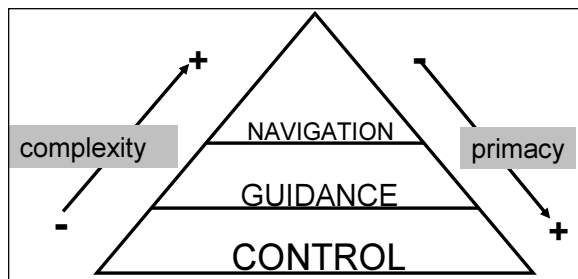 +
-
NAVIGATION
complexity
primacy
GUIDANCE
-
+
CONTROL